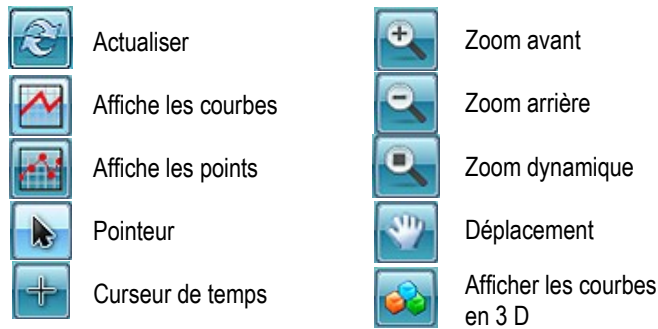 Actualiser
Affiche les courbes
Affiche les points
Pointeur
Curseur de temps
Zoom avant
Zoom arrière
Zoom dynamique
Déplacement
Afficher les courbes
en 3 D